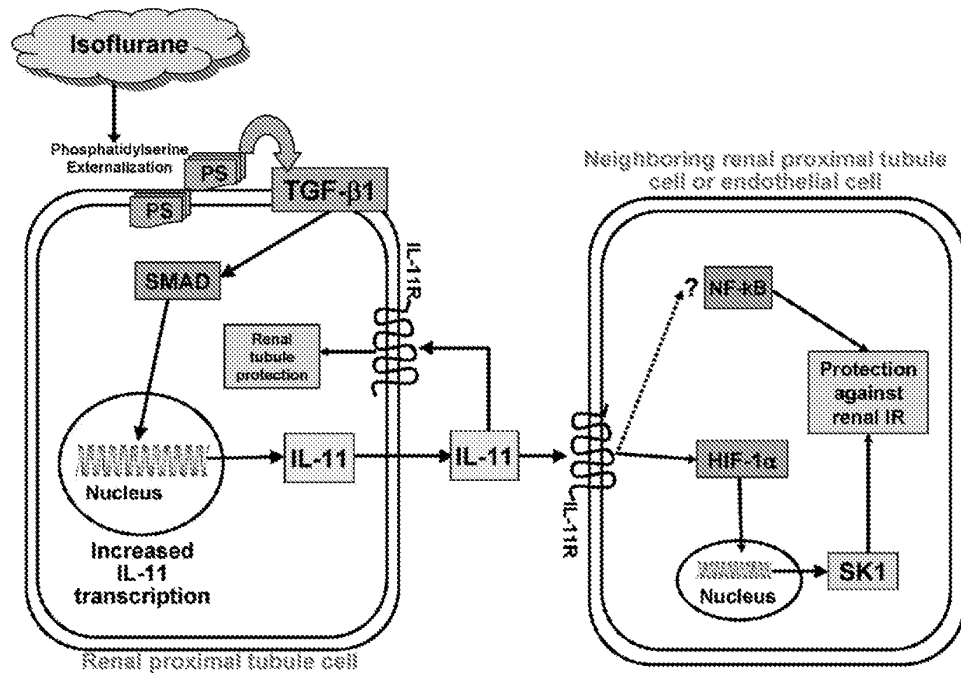 Isoflurane
Phosphatidylserine
Externalization
PS
PS
TGF-β1
SMAD
IL-11R
Renal
tubule
protection
Nucleus
IL-11
IL-11
Increased
IL-11
transcription
Renal proximal tubule cell
Neighboring renal proximal tubule
cell or endothelial cell
? NF-kB
Protection
against
renal IR
IL-11R
HIF-1α
Nucleus
SK1